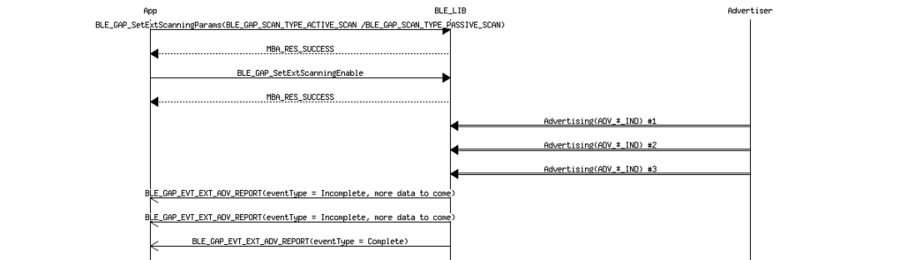 App BLE_LIB Advertiser
BLE_GAP_SetExtScanningParams(BLE_GAP_SCAN_TYPE_ACTIVE_SCAN /BLE_GAP_SCAN_TYPE_PASSIVE_SCAN)
MBA_RES_SUCCESS
BLE_GAP_SetExtScanningEnable
MBA_RES_SUCCESS
Advertising(ADV_*_IND) #1
Advertising(ADV_*_IND) #2
Advertising(ADV_*_IND) #3
BLE_GAP_EVT_EXT_ADV_REPORT(eventType = Incomplete, more data to come)
BLE_GAP_EVT_EXT_ADV_REPORT(eventType = Incomplete, more data to come)
BLE_GAP_EVT_EXT_ADV_REPORT(eventType = Complete)